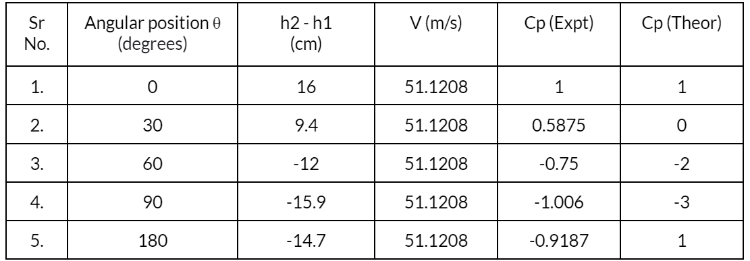 Sr Angular position θ h2 - h1 V (m/s) Cp (Expt) Cp (Theor)
No. (degrees) (cm)
1. 0 16 51.1208 1 1
2. 30 9.4 51.1208 0.5875 0
3. 60 -12 51.1208 -0.75 -2
4. 90 -15.9 51.1208 -1.006 -3
5. 180 -14.7 51.1208 -0.9187 1